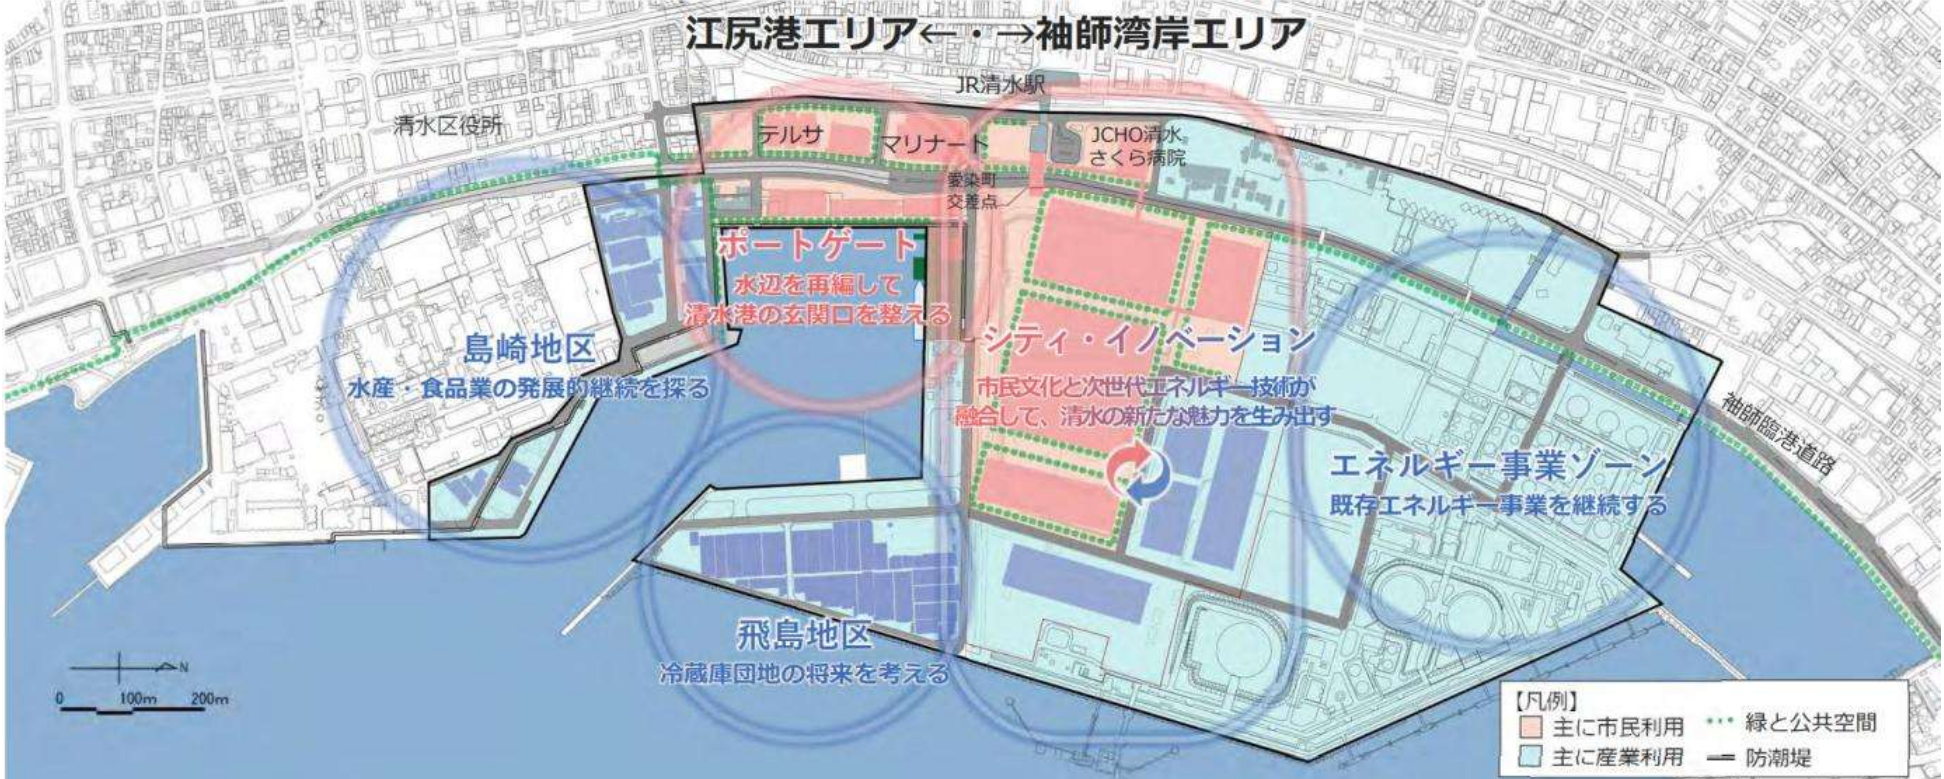 江尻港エリア←・→袖師湾岸エリア
JR清水駅
清水区役所
テルサ
マリナート
JCHO清水
さくら病院
愛染町
交差点
ポートゲート
水辺を再編して
清水港の玄関口を整える
島崎地区
水産・食品業の発展的継続を探る
シティ・イノベーション
市民文化と次世代エネルギー技術が
融合して、清水の新たな魅力を生み出す
袖師臨港道路
エネルギー事業ゾーン
既存エネルギー事業を継続する
飛島地区
冷蔵庫団地の将来を考える
N
0 100m 200m
【凡例】
主に市民利用
緑と公共空間
主に産業利用
防潮堤